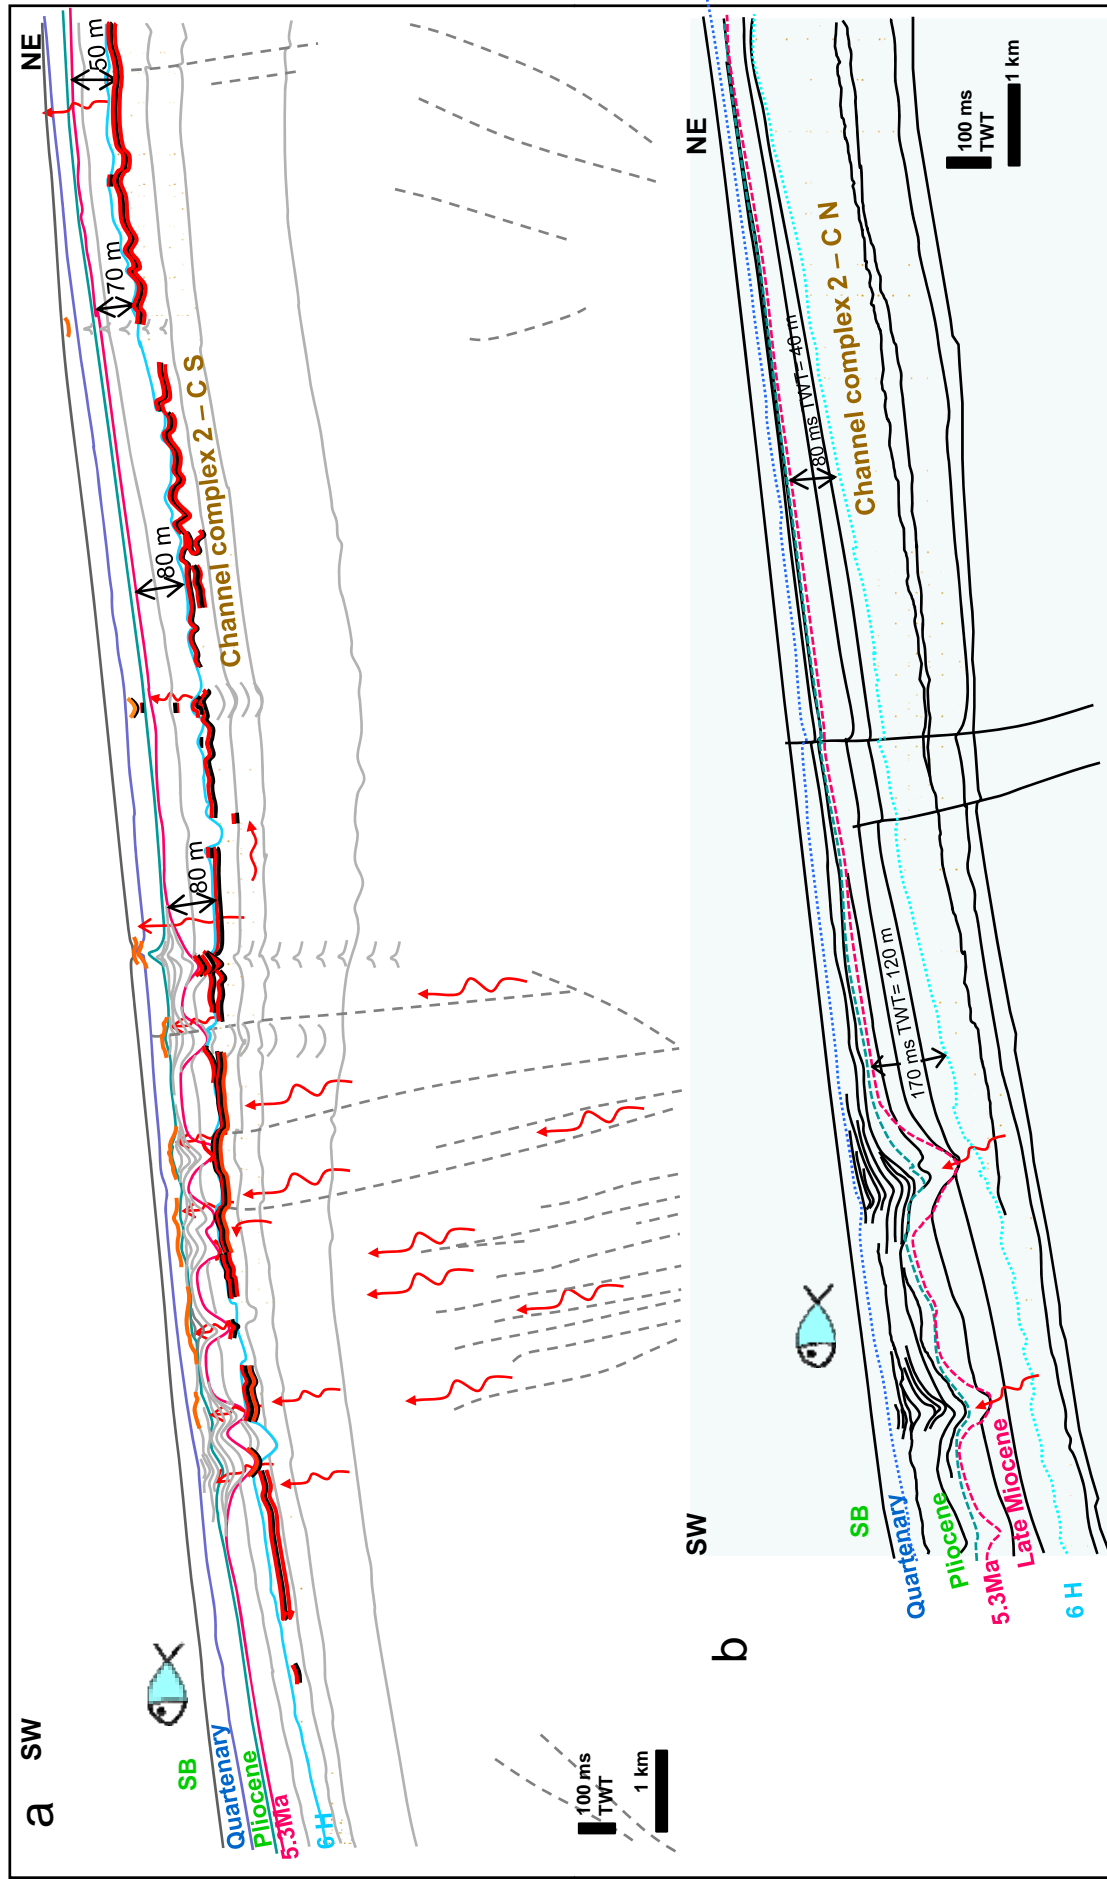 a
SW
NE
SB
Quartenary
Pliocene
5.3Ma
6 H
80 m
80 m
70 m
50 m
Channel complex 2 – C S
100 ms
TWT
1 km
b
SW
NE
SB
Quartenary
Pliocene
5.3Ma
Late Miocene
6 H
170 ms TWT= 120 m
80 ms TWT= 40 m
Channel complex 2 – C N
100 ms
TWT
1 km